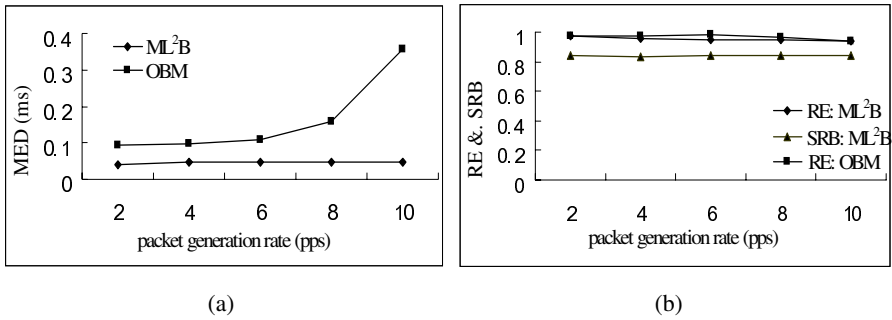 0. 4
0. 3
0. 2
0. 1
0
MED (ms)
ML²B
OBM
2 4 6 8 10
packet generation rate (pps)
(a)
1
0. 8
0. 6
0. 4
0. 2
0
RE &. SRB
RE: ML²B
SRB: ML²B
RE: OBM
2 4 6 8 10
packet generation rate (pps)
(b)